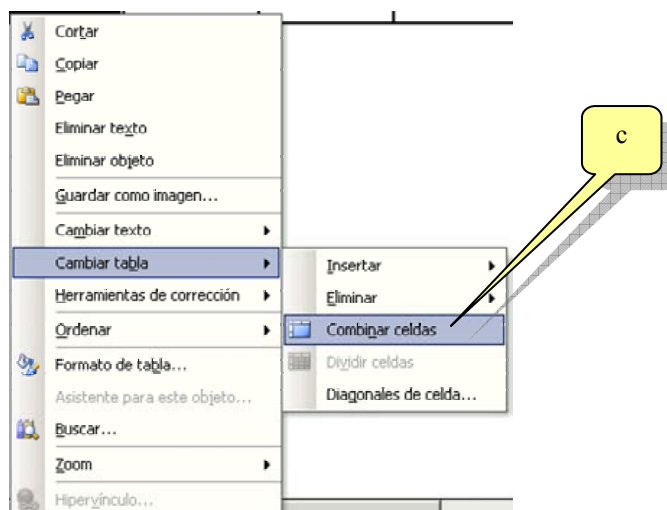 Cortar
Copiar
Pegar
Eliminar texto
Eliminar objeto
Guardar como imagen...
Cambiar texto
Cambiar tabla
Herramientas de corrección
Ordenar
Formato de tabla...
Asistente para este objeto...
Buscar...
Zoom
Hipervínculo...
Insertar
Eliminar
Combinar celdas
Dividir celdas
Diagonales de celda...
c